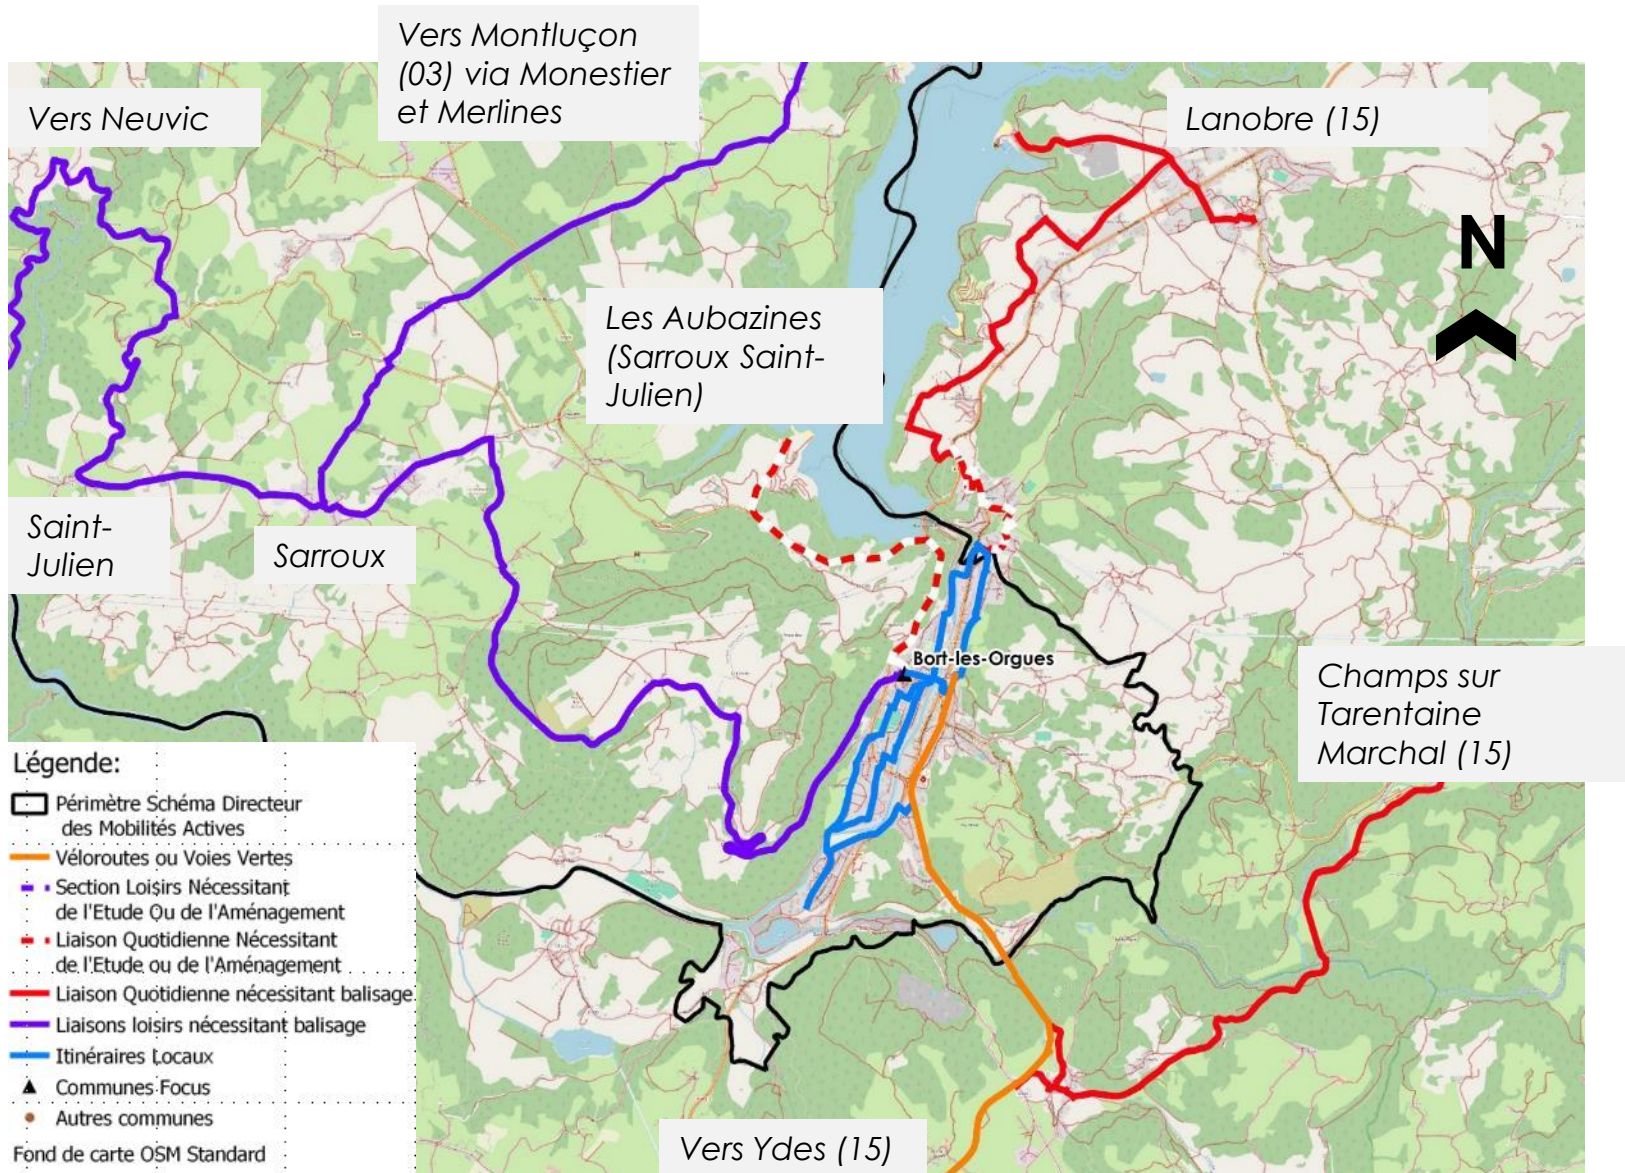 Vers Montluçon
(03) via Monestier
et Merlines
Vers Neuvic
Lanobre (15)
N
Les Aubazines
(Sarroux Saint-
Julien)
Saint-
Julien
Sarroux
Bort-les-Orgues
Champs sur
Tarentaine
Marchal (15)
Légende:
Périmètre Schéma Directeur
des Mobilités Actives
Véloroutes ou Voies Vertes
Section Loisirs Nécessitant
de l'Etude Ou de l'Aménagement
Liaison Quotidienne Nécessitant
de l'Etude ou de l'Aménagement
Liaison Quotidienne nécessitant balisage
Liaisons loisirs nécessitant balisage
Itinéraires Locaux
Communes Focus
Autres communes
Fond de carte OSM Standard
Vers Ydes (15)